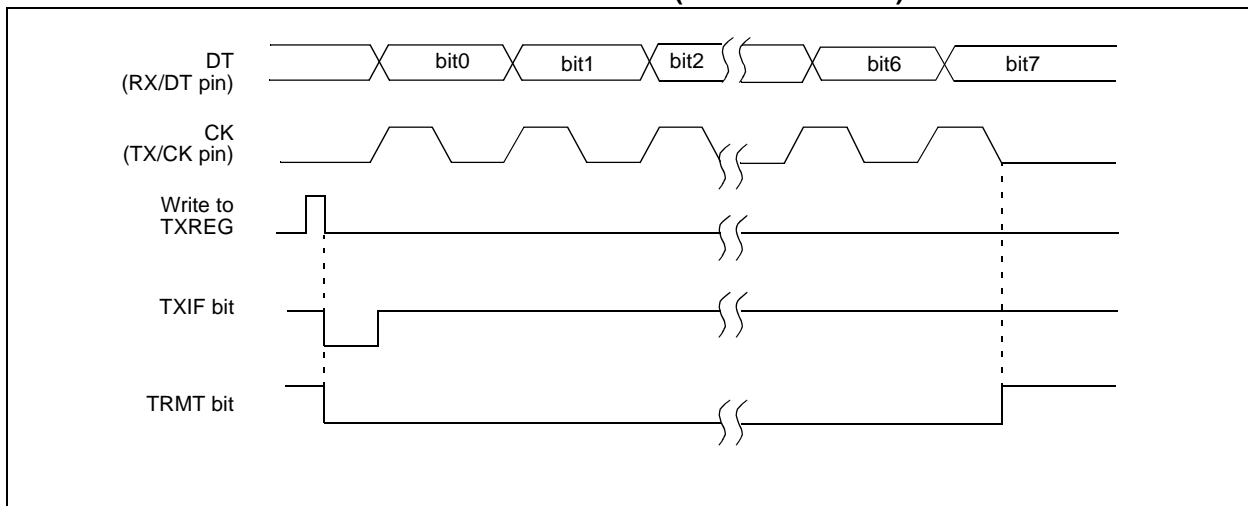 DT
(RX/DT pin)
bit0
bit1
bit2
bit6
bit7
CK
(TX/CK pin)
Write to
TXREG
TXIF bit
TRMT bit